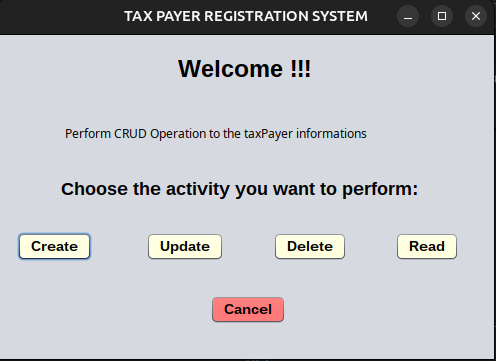 TAX PAYER REGISTRATION SYSTEM
Welcome !!!
Perform CRUD Operation to the taxPayer informations
Choose the activity you want to perform:
Create Update Delete Read
Cancel